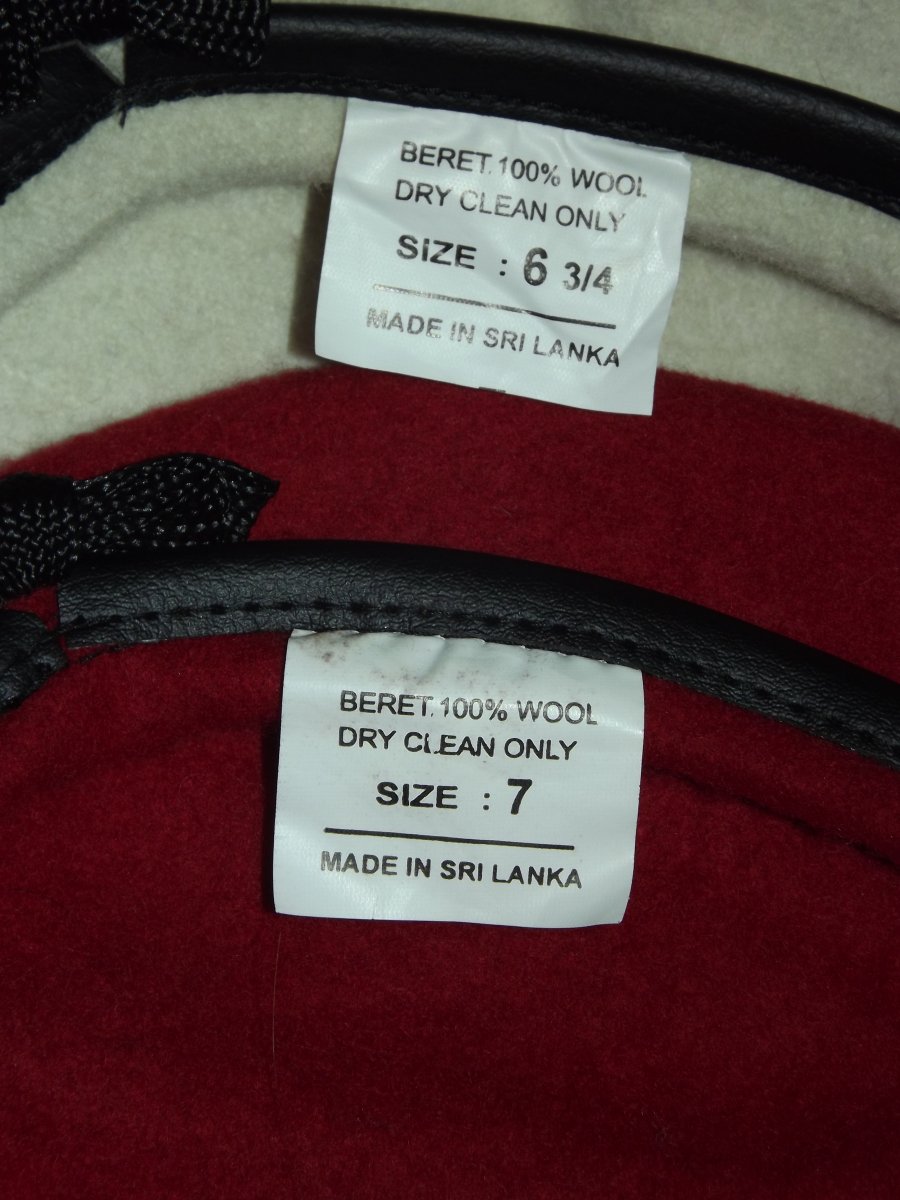 BERET. 100% WOOL
DRY CLEAN ONLY
SIZE : 6 3/4
MADE IN SRI LANKA
BERET. 100% WOOL
DRY CLEAN ONLY
SIZE : 7
MADE IN SRI LANKA